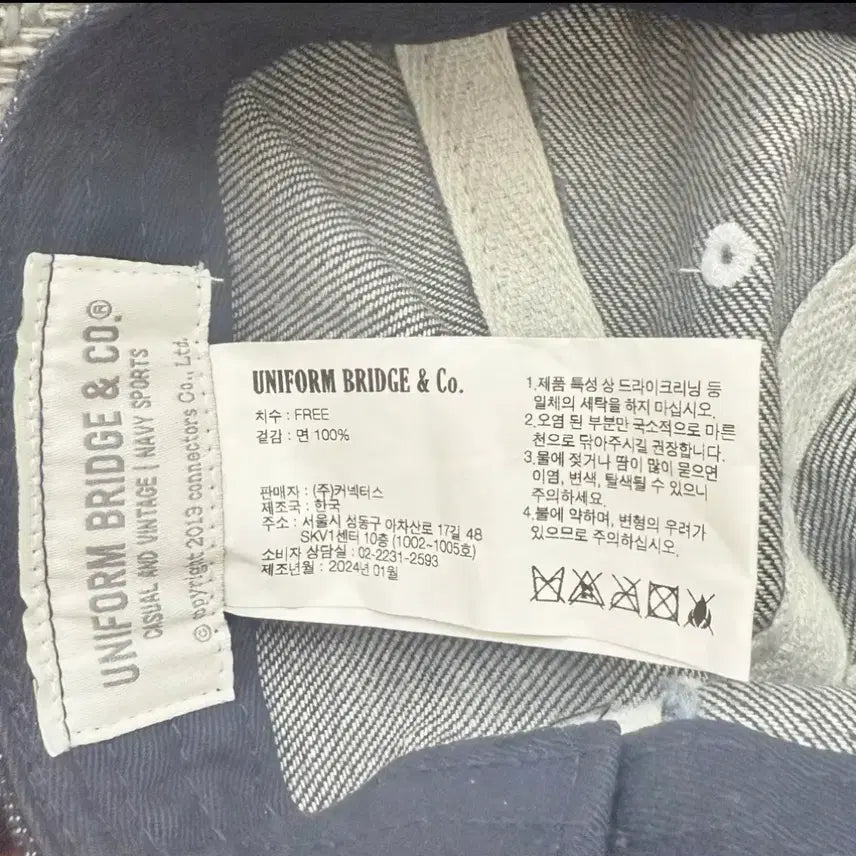 UNIFORM BRIDGE & CO.®
CASUAL AND VINTAGE | NAVY SPORTS
© copyright 2013 connectors Co., Ltd.
UNIFORM BRIDGE & Co.
치수 : FREE
겉감 : 면 100%
판매자 : (주)커넥터스
제조국 : 한국
주소 : 서울시 성동구 아차산로 17길 48
SKV1센터 10층 (1002~1005호)
소비자 상담실 : 02-2231-2593
제조년월 : 2024년 01월
1.제품 특성 상 드라이크리닝 등
일체의 세탁을 하지 마십시오.
2.오염 된 부분만 국소적으로 마른
천으로 닦아주시길 권장합니다.
3.물에 젖거나 땀이 많이 묻으면
이염, 변색, 탈색될 수 있으니
주의하세요.
4.불에 약하며, 변형의 우려가
있으므로 주의하십시오.